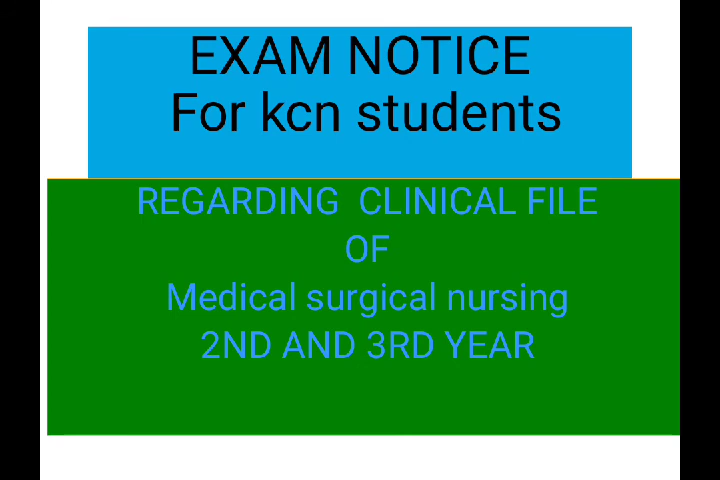 EXAM NOTICE
For kcn students
REGARDING CLINICAL FILE
OF
Medical surgical nursing
2ND AND 3RD YEAR